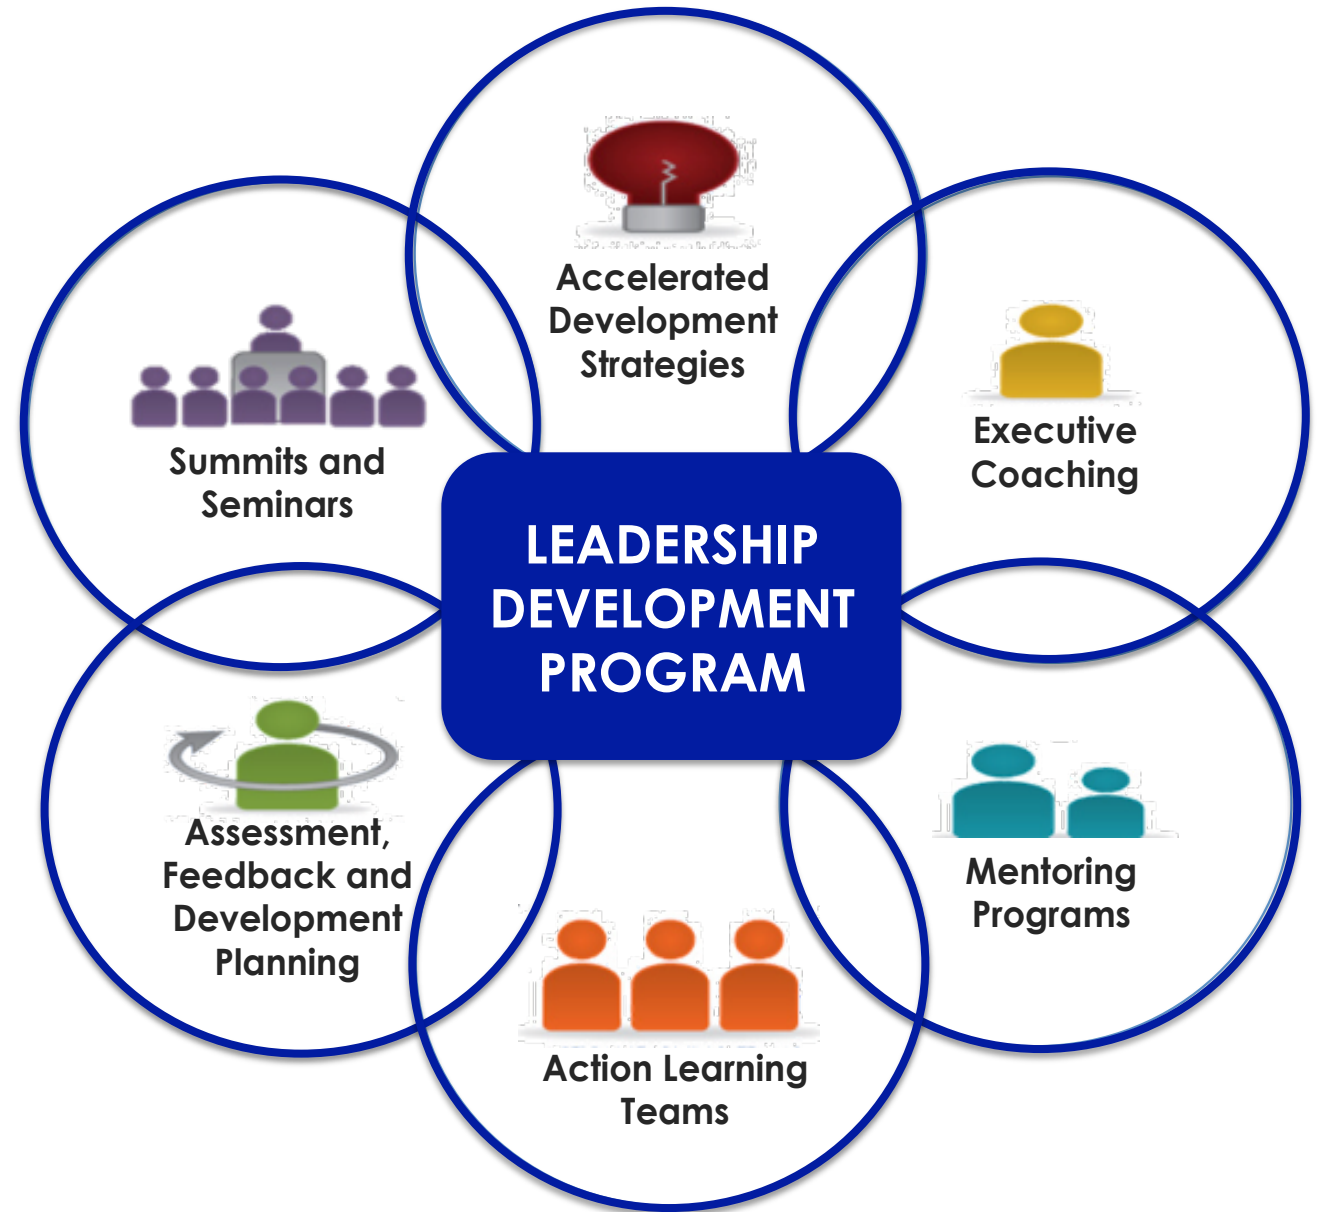 Accelerated
Development
Strategies
Executive
Coaching
Summits and
Seminars
LEADERSHIP
DEVELOPMENT
PROGRAM
Assessment,
Feedback and
Development
Planning
Mentoring
Programs
Action Learning
Teams